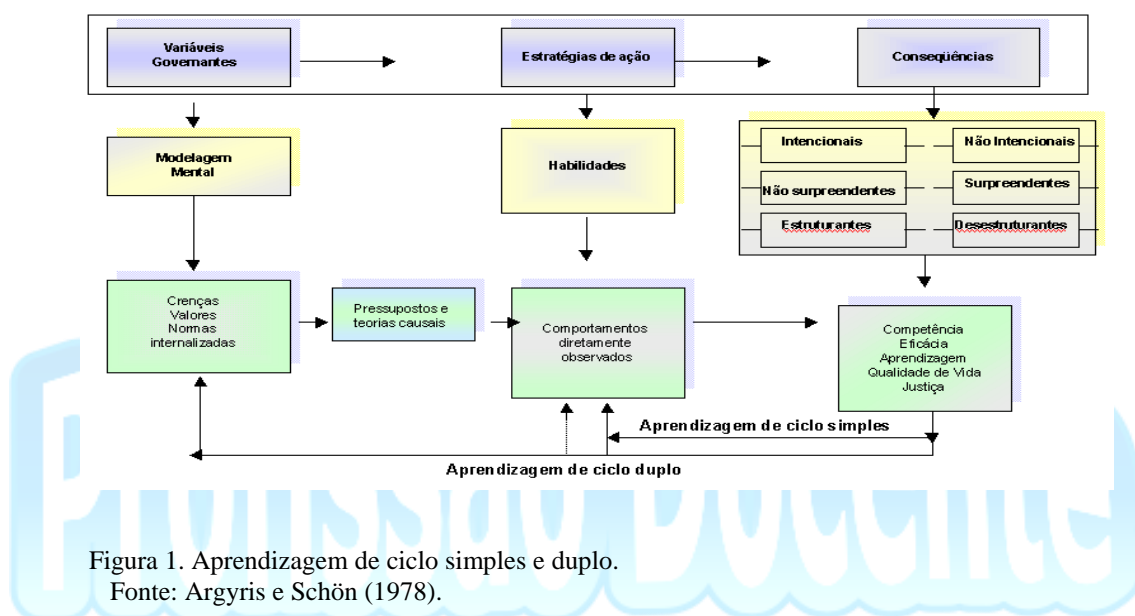 Variáveis
Governantes
Estratégias de ação
Conseqüências
Modelagem
Mental
Habilidades
Intencionais
Não Intencionais
Não surpreendentes
Surpreendentes
Estruturantes
Desestruturantes
Crenças
Valores
Normas
internalizadas
Pressupostos e
teorias causais
Comportamentos
diretamente
observados
Competência
Eficácia
Aprendizagem
Qualidade de Vida
Justiça
Aprendizagem de ciclo simples
Aprendizagem de ciclo duplo
Profissão Docente
Figura 1. Aprendizagem de ciclo simples e duplo.
Fonte: Argyris e Schön (1978).